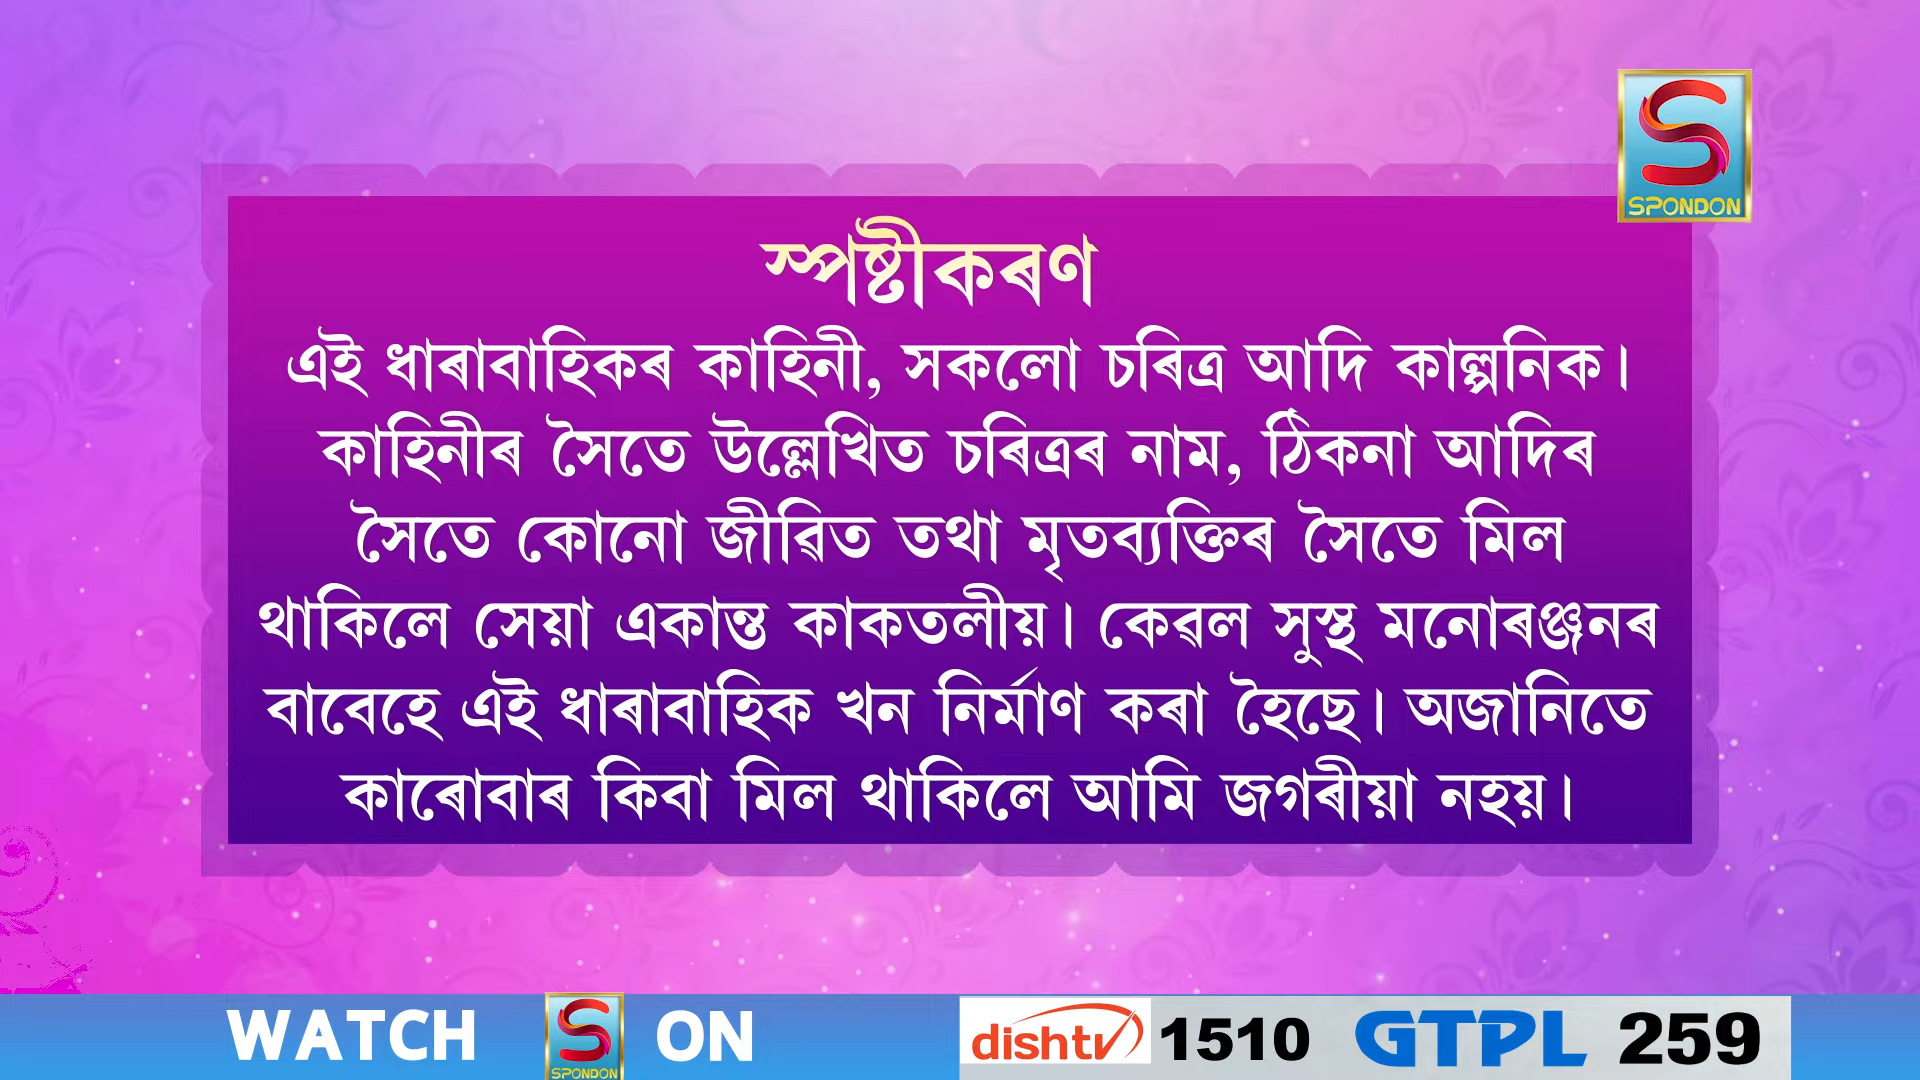 SPONDON
স্পষ্টীকৰণ
এই ধাৰাবাহিকৰ কাহিনী, সকলো চৰিত্ৰ আদি কাল্পনিক।
কাহিনীৰ সৈতে উল্লেখিত চৰিত্ৰৰ নাম, ঠিকনা আদিৰ
সৈতে কোনো জীৱিত তথা মৃতব্যক্তিৰ সৈতে মিল
থাকিলে সেয়া একান্ত কাকতলীয়। কেৱল সুস্থ মনোৰঞ্জনৰ
বাবেহে এই ধাৰাবাহিক খন নিৰ্মাণ কৰা হৈছে। অজানিতে
কাৰোবাৰ কিবা মিল থাকিলে আমি জগৰীয়া নহয়।
WATCH S SPONDON ON dishtv 1510 GTPL 259